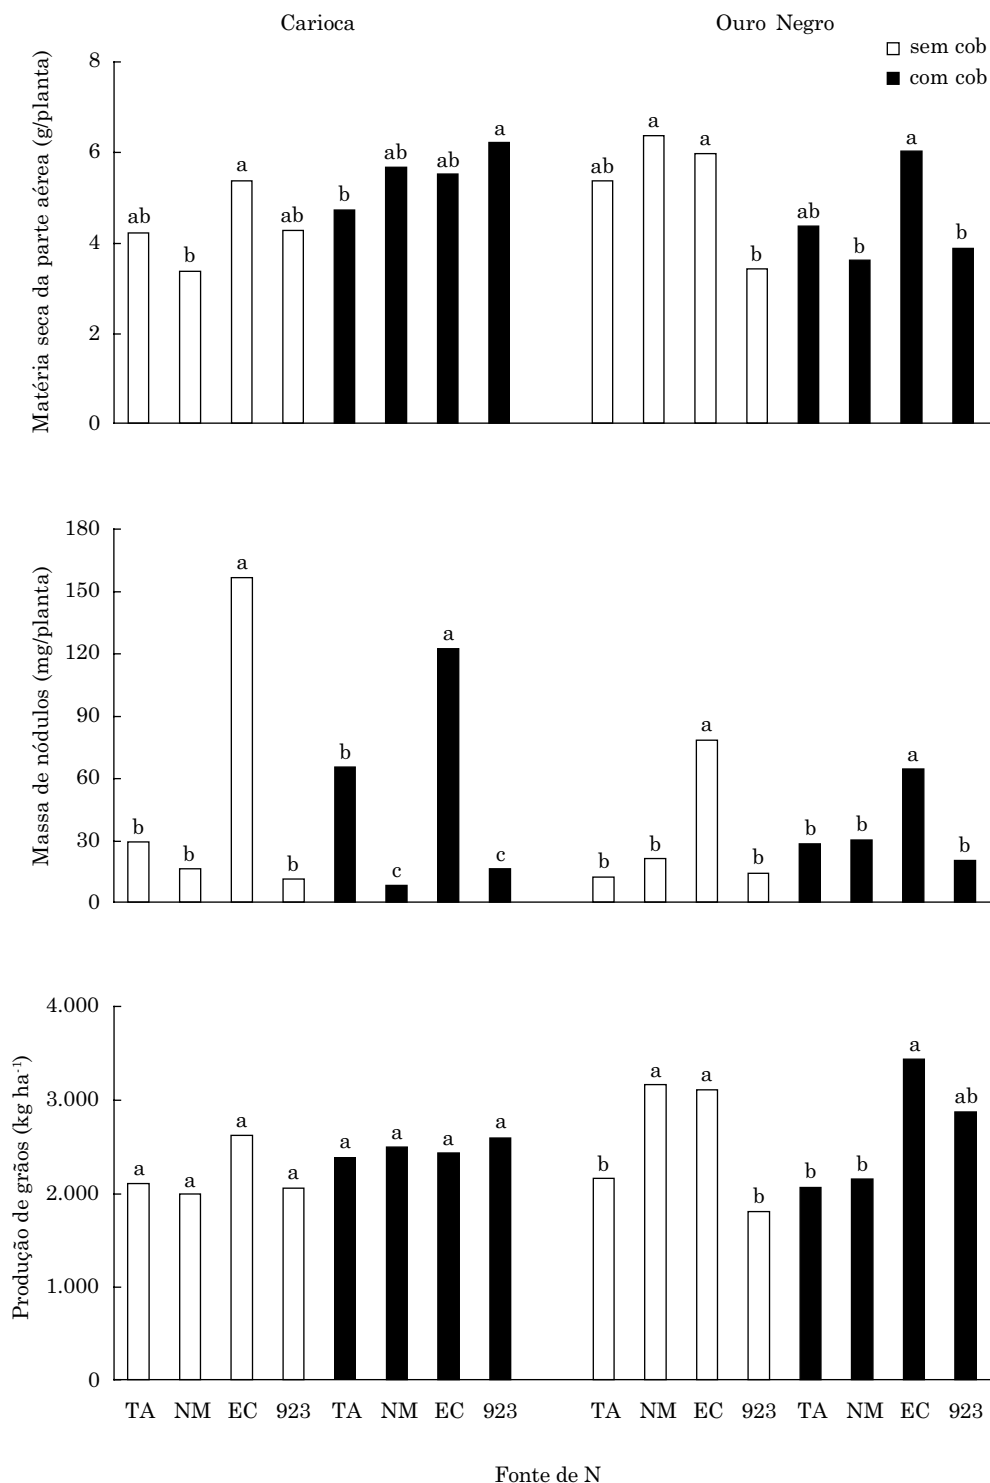 Carioca
Ouro Negro
sem cob
com cob
Matéria seca da parte aérea (g/planta)
8
6
4
2
0
ab
b
a
ab
b
ab
ab
a
ab
a
a
b
ab
b
a
b
Massa de nódulos (mg/planta)
180
150
120
90
60
30
0
b
b
a
b
b
c
a
c
b
b
a
b
b
b
a
b
Produção de grãos (kg ha⁻¹)
4.000
3.000
2.000
1.000
0
a
a
a
a
a
a
a
a
b
a
a
b
b
b
a
ab
TA NM EC 923 TA NM EC 923 TA NM EC 923 TA NM EC 923
Fonte de N